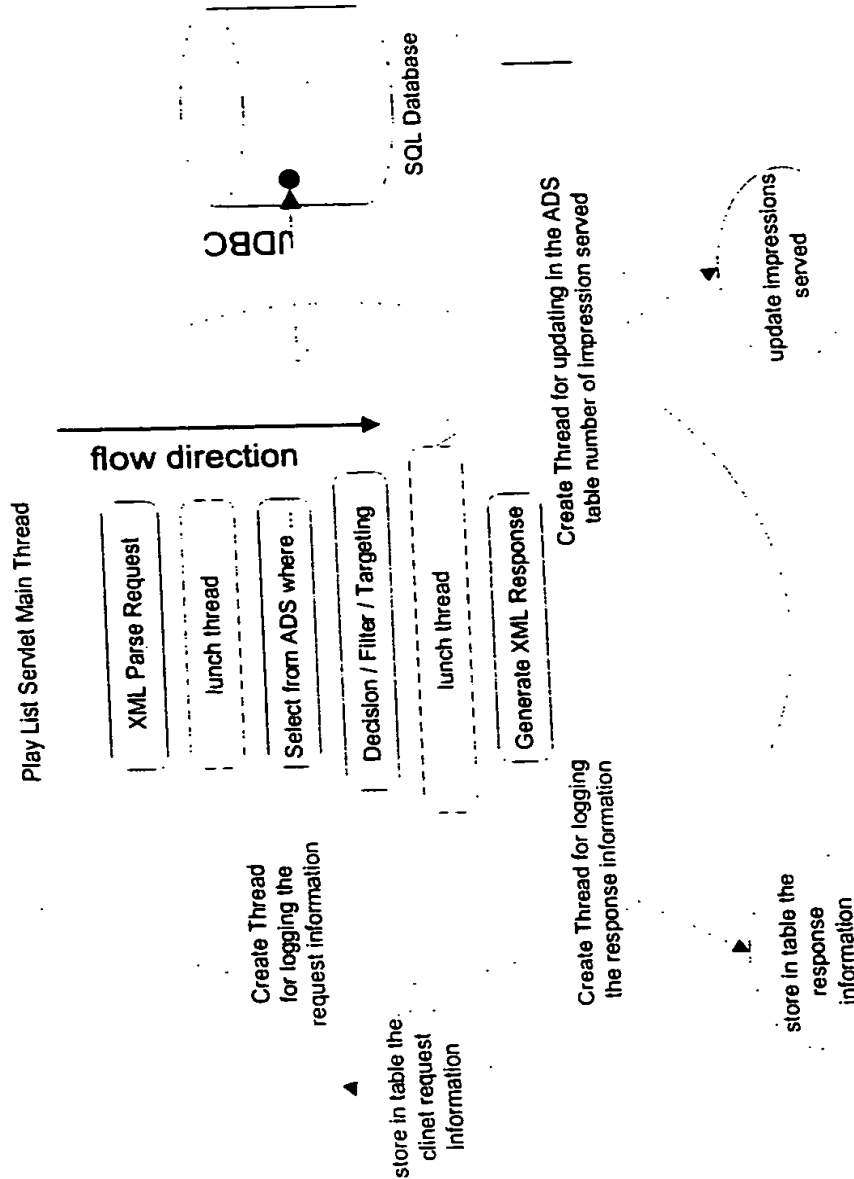 Play List Servlet Main Thread
XML Parse Request
lunch thread
Select from ADS where ...
Decision / Filter / Targeting
lunch thread
Generate XML Response
flow direction
JDBC
SQL Database
Create Thread
for logging the
request information
store in table the
clinet request
Information
Create Thread for logging
the response information
store in table the
response
information
Create Thread for updating in the ADS
table number of impression served
update impressions
served